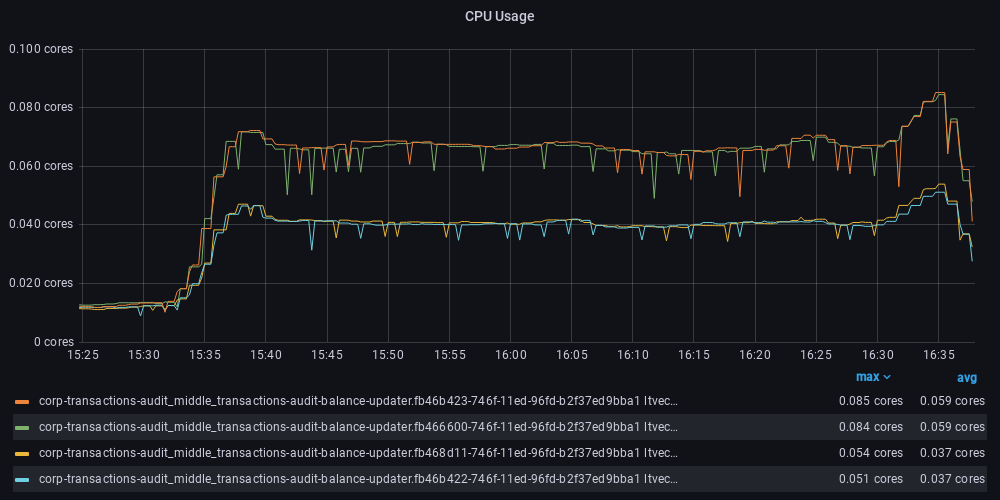 CPU Usage
0.100 cores
0.080 cores
0.060 cores
0.040 cores
0.020 cores
0 cores
15:25 15:30 15:35 15:40 15:45 15:50 15:55 16:00 16:05 16:10 16:15 16:20 16:25 16:30 16:35
max avg
corp-transactions-audit_middle_transactions-audit-balance-updater.fb46b423-746f-11ed-96fd-b2f37ed9bba1 ltvec... 0.085 cores 0.059 cores
corp-transactions-audit_middle_transactions-audit-balance-updater.fb466600-746f-11ed-96fd-b2f37ed9bba1 ltvec... 0.084 cores 0.059 cores
corp-transactions-audit_middle_transactions-audit-balance-updater.fb468d11-746f-11ed-96fd-b2f37ed9bba1 ltvec... 0.054 cores 0.037 cores
corp-transactions-audit_middle_transactions-audit-balance-updater.fb46b422-746f-11ed-96fd-b2f37ed9bba1 ltvec... 0.051 cores 0.037 cores